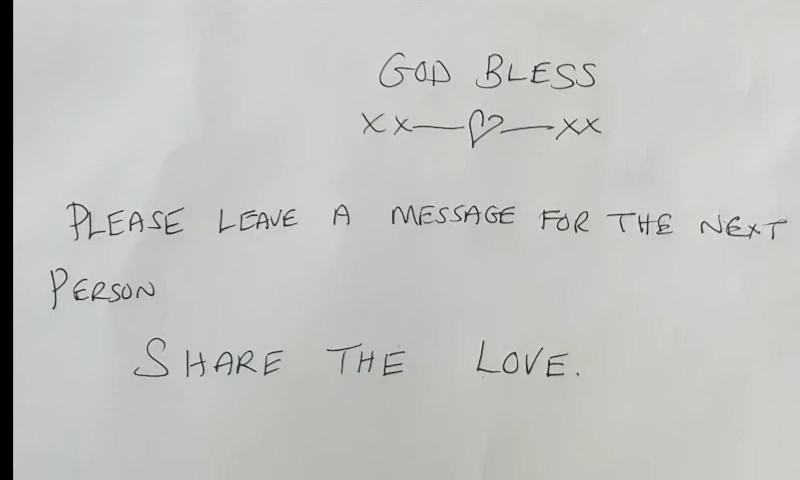 GOD BLESS
XX—♡—XX
PLEASE LEAVE A MESSAGE FOR THE NEXT
PERSON
SHARE THE LOVE.